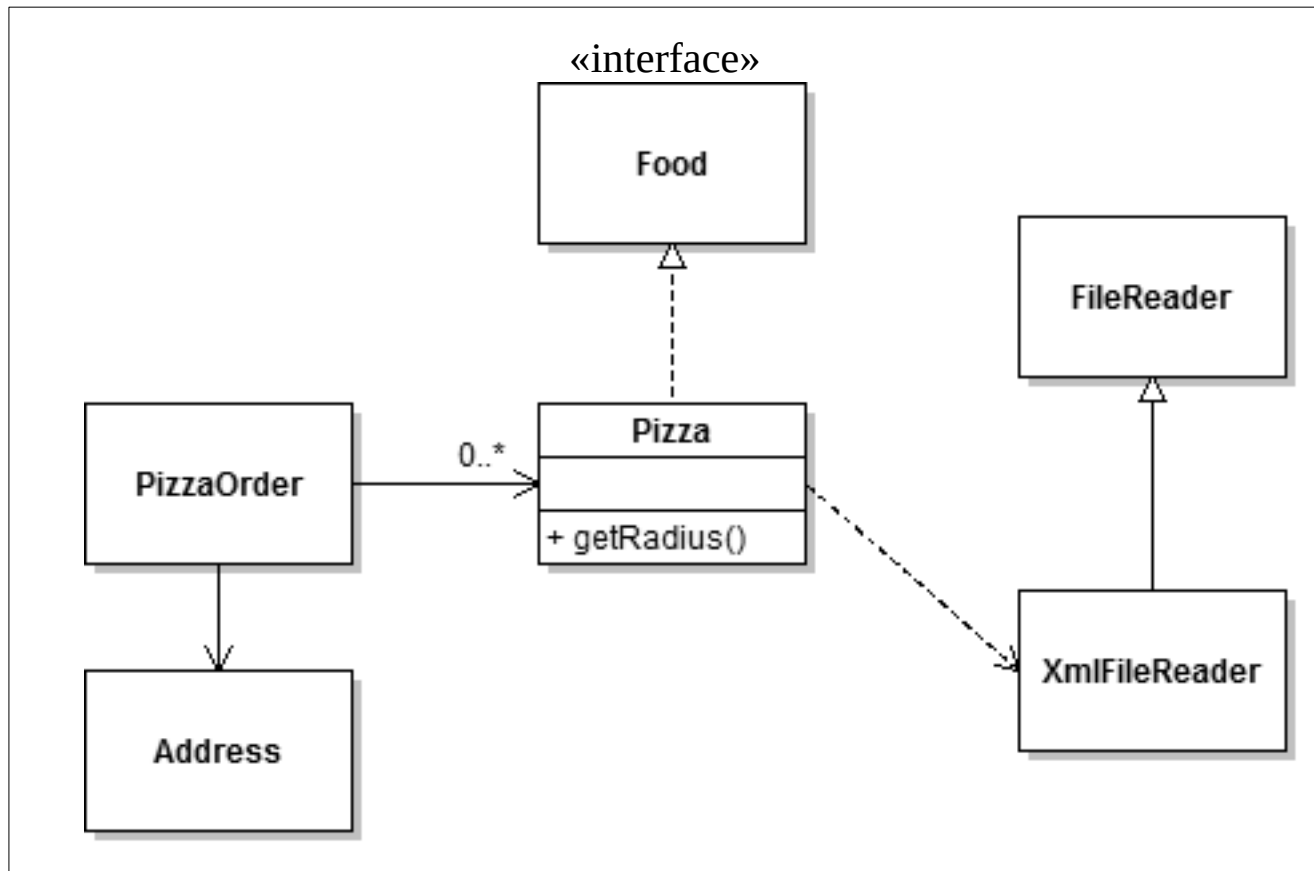 «interface»
Food
FileReader
Pizza
0..*
PizzaOrder
+ getRadius()
XmlFileReader
Address